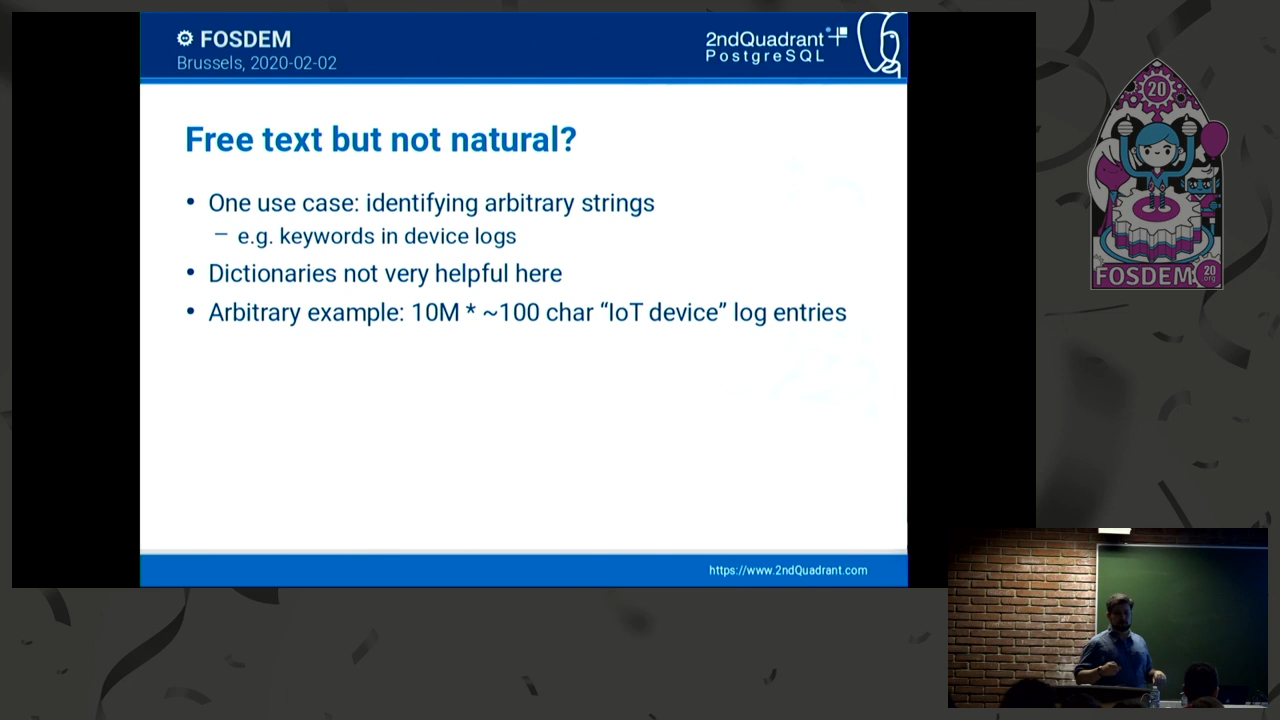 FOSDEM
Brussels, 2020-02-02
2ndQuadrant
PostgreSQL
Free text but not natural?
• One use case: identifying arbitrary strings
– e.g. keywords in device logs
• Dictionaries not very helpful here
• Arbitrary example: 10M * ~100 char “IoT device” log entries
https://www.2ndQuadrant.com
20
FOSDEM
20
org